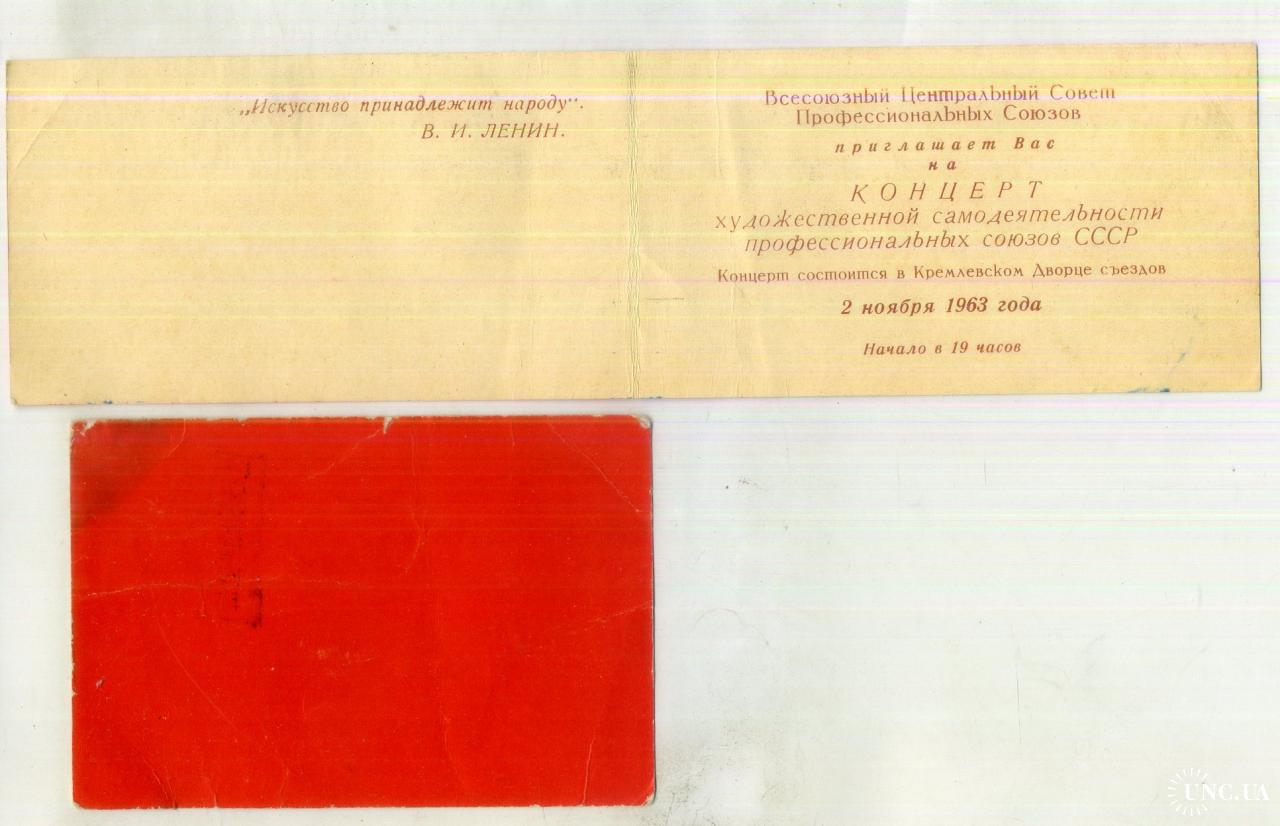 „Искусство принадлежит народу“.
В. И. ЛЕНИН.
Всесоюзный Центральный Совет
Профессиональных Союзов
приглашает Вас
на
КОНЦЕРТ
художественной самодеятельности
профессиональных союзов СССР
Концерт состоится в Кремлевском Дворце съездов
2 ноября 1963 года
Начало в 19 часов
UNC.UA